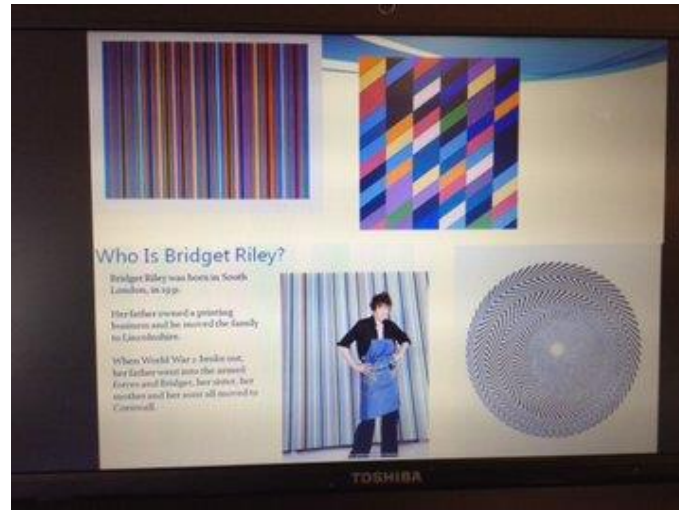 Who Is Bridget Riley?
Bridget Riley was born in South
London, in 1931.
Her father owned a printing
business and he moved the family
to Lincolnshire.
When World War 2 broke out,
her father went into the armed
forces and Bridget, her sister, her
mother and her aunt all moved to
Cornwall.
TOSHIBA